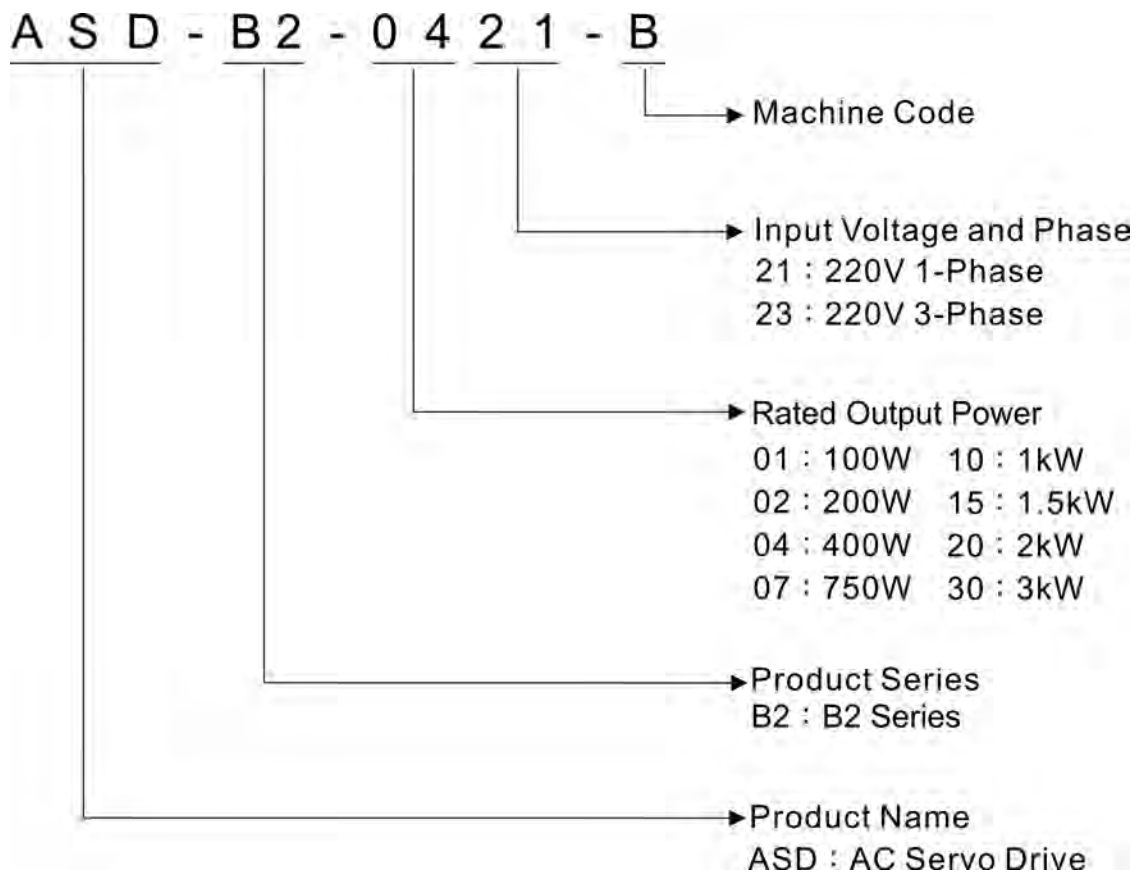 ASD-B2-0421-B
Machine Code
Input Voltage and Phase
21：220V 1-Phase
23：220V 3-Phase
Rated Output Power
01：100W 10：1kW
02：200W 15：1.5kW
04：400W 20：2kW
07：750W 30：3kW
Product Series
B2：B2 Series
Product Name
ASD：AC Servo Drive